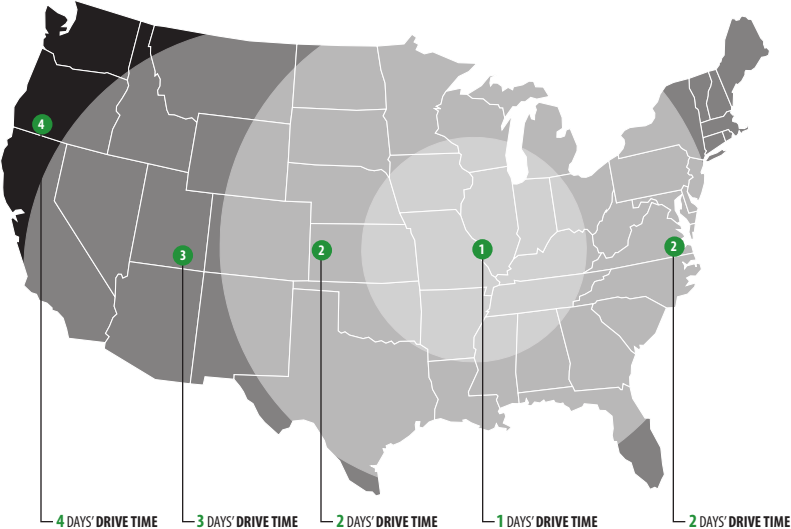 4
3
2
1
2
4 DAYS' DRIVE TIME
3 DAYS' DRIVE TIME
2 DAYS' DRIVE TIME
1 DAYS' DRIVE TIME
2 DAYS' DRIVE TIME